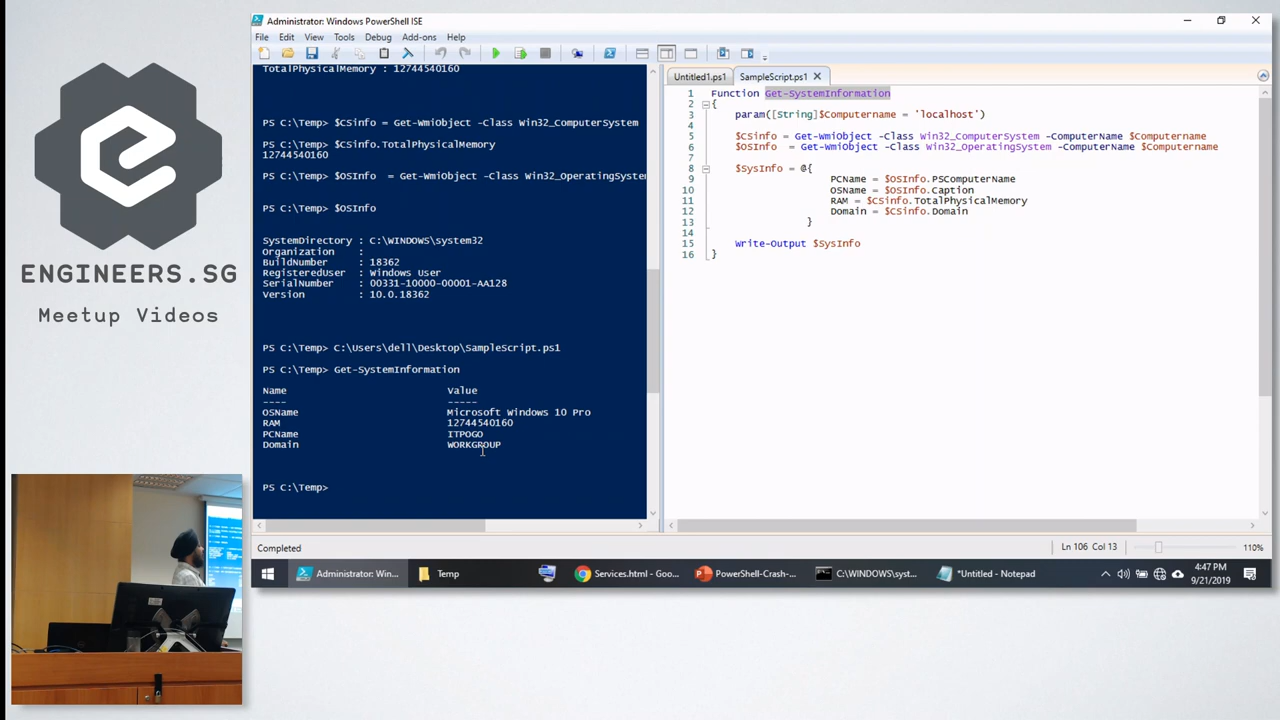 Administrator: Windows PowerShell ISE
File Edit View Tools Debug Add-ons Help
TotalPhysicalMemory : 12744540160
PS C:\Temp> $CSinfo = Get-WmiObject -Class Win32_ComputerSystem
PS C:\Temp> $CSinfo.TotalPhysicalMemory
12744540160
PS C:\Temp> $OSInfo  = Get-WmiObject -Class Win32_OperatingSystem
PS C:\Temp> $OSInfo
SystemDirectory : C:\WINDOWS\system32
Organization    :
BuildNumber     : 18362
RegisteredUser  : Windows User
SerialNumber    : 00331-10000-00001-AA128
Version         : 10.0.18362
PS C:\Temp> C:\Users\dell\Desktop\SampleScript.ps1
PS C:\Temp> Get-SystemInformation
Name Value
---- -----
OSName Microsoft Windows 10 Pro
RAM 12744540160
PCName ITPOGO
Domain WORKGROUP
PS C:\Temp>
Untitled1.ps1 SampleScript.ps1
1 Function Get-SystemInformation
2 {
3 param([String]$Computername = 'localhost')
4
5 $CSinfo = Get-WmiObject -Class Win32_ComputerSystem -ComputerName $Computername
6 $OSInfo  = Get-WmiObject -Class Win32_OperatingSystem -ComputerName $Computername
7
8 $SysInfo = @{
9 PCName = $OSInfo.PSComputerName
10 OSName = $OSInfo.Caption
11 RAM = $CSinfo.TotalPhysicalMemory
12 Domain = $CSinfo.Domain
13 }
14
15 Write-Output $SysInfo
16 }
Completed
Ln 106 Col 13
110%
Administrator: Win...
Temp
Services.html - Goo...
PowerShell-Crash-...
C:\WINDOWS\syst...
*Untitled - Notepad
4:47 PM
9/21/2019
ENGINEERS.SG
Meetup Videos